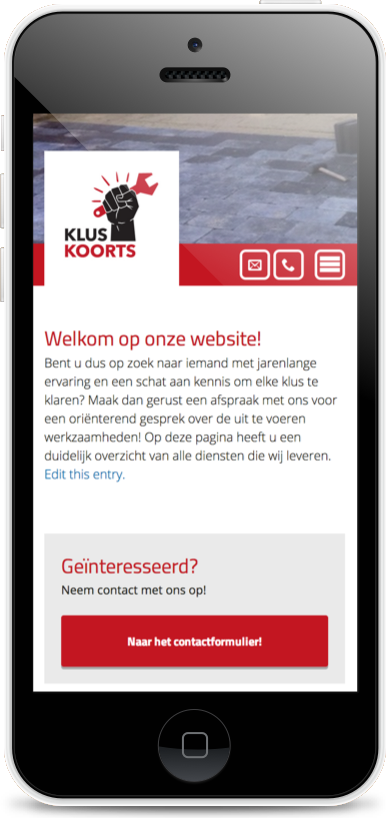 KLUS
KOORTS
Welkom op onze website!
Bent u dus op zoek naar iemand met jarenlange
ervaring en een schat aan kennis om elke klus te
klaren? Maak dan gerust een afspraak met ons voor
een oriënterend gesprek over de uit te voeren
werkzaamheden! Op deze pagina heeft u een
duidelijk overzicht van alle diensten die wij leveren.
Edit this entry.
Geïnteresseerd?
Neem contact met ons op!
Naar het contactformulier!